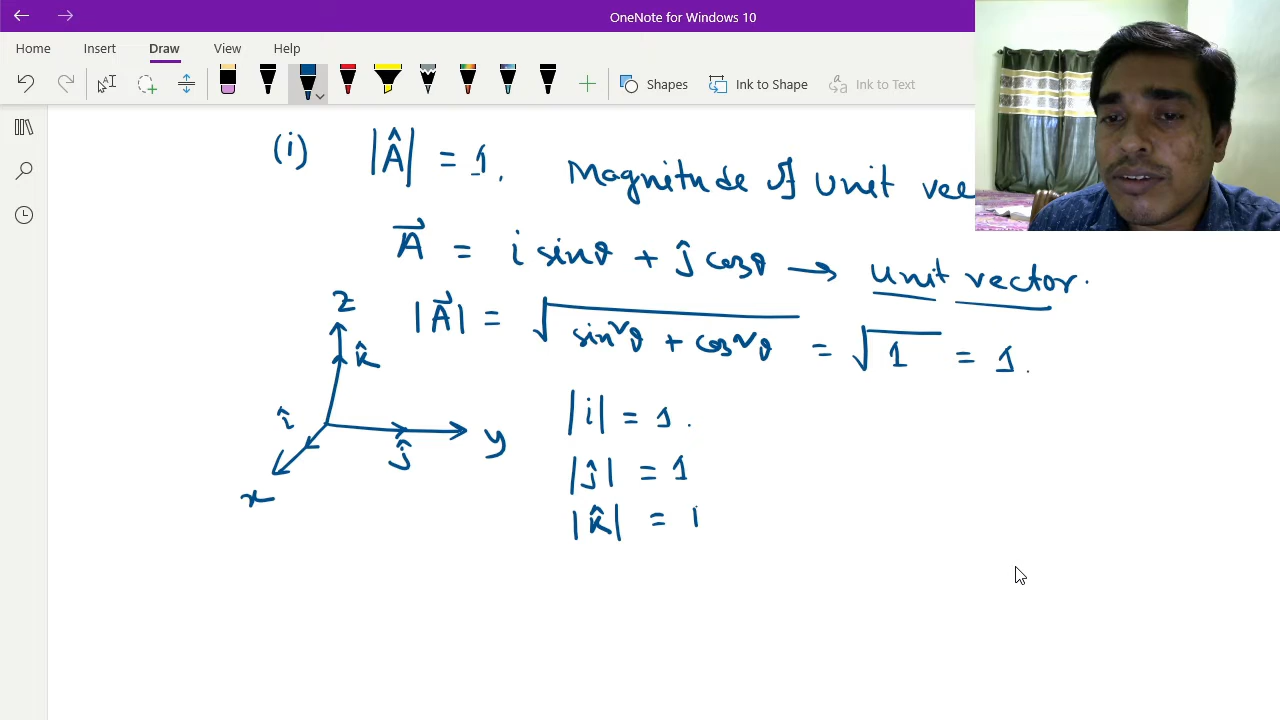 OneNote for Windows 10
Home Insert Draw View Help
Shapes Ink to Shape Ink to Text
(i) |Â| = 1. Magnitude of unit vec
A⃗ = i sinθ + ĵ cosθ → unit vector.
|A⃗| = √(sin²θ + cos²θ) = √1 = 1.
z
k̂
î
ĵ
y
x
|i| = 1.
|ĵ| = 1
|k̂| = 1